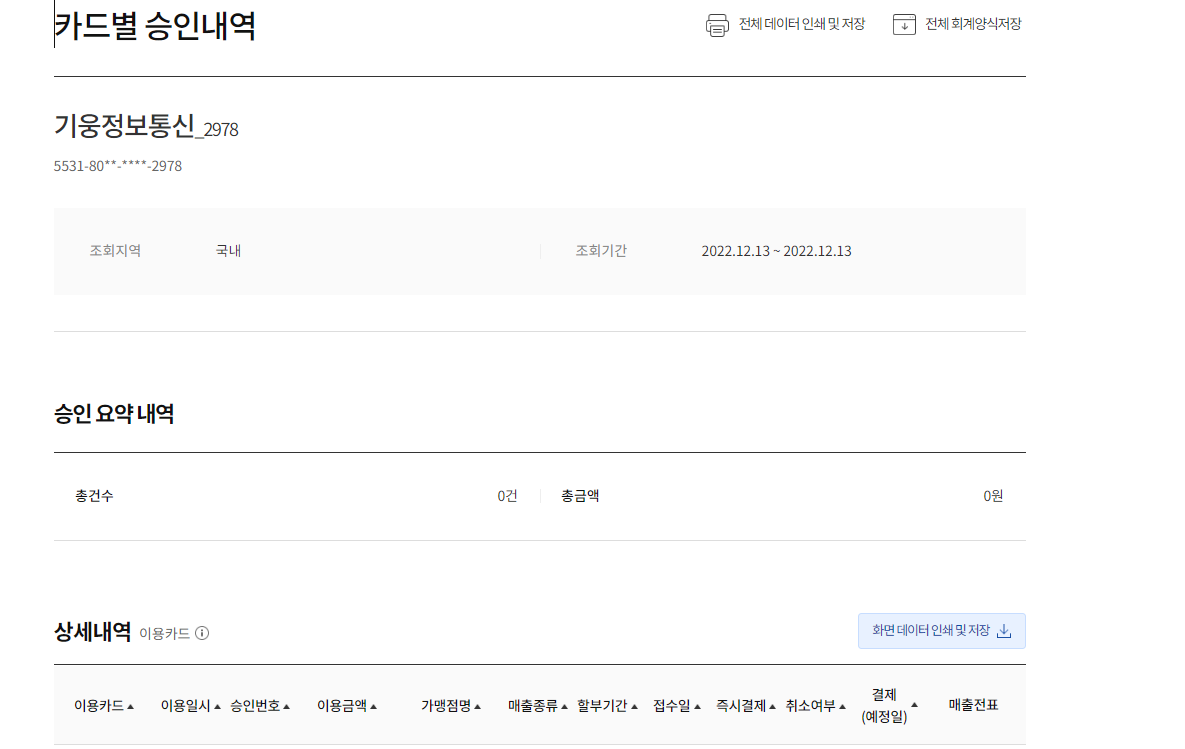 카드별 승인내역
전체 데이터 인쇄 및 저장
전체 회계양식저장
기웅정보통신_2978
5531-80**-****-2978
조회지역 국내 조회기간 2022.12.13 ~ 2022.12.13
승인 요약 내역
총건수 0건 총금액 0원
상세내역 이용카드
화면 데이터 인쇄 및 저장
이용카드▲ 이용일시▲ 승인번호▲ 이용금액▲ 가맹점명▲ 매출종류▲ 할부기간▲ 접수일▲ 즉시결제▲ 취소여부▲ 결제
(예정일)▲ 매출전표